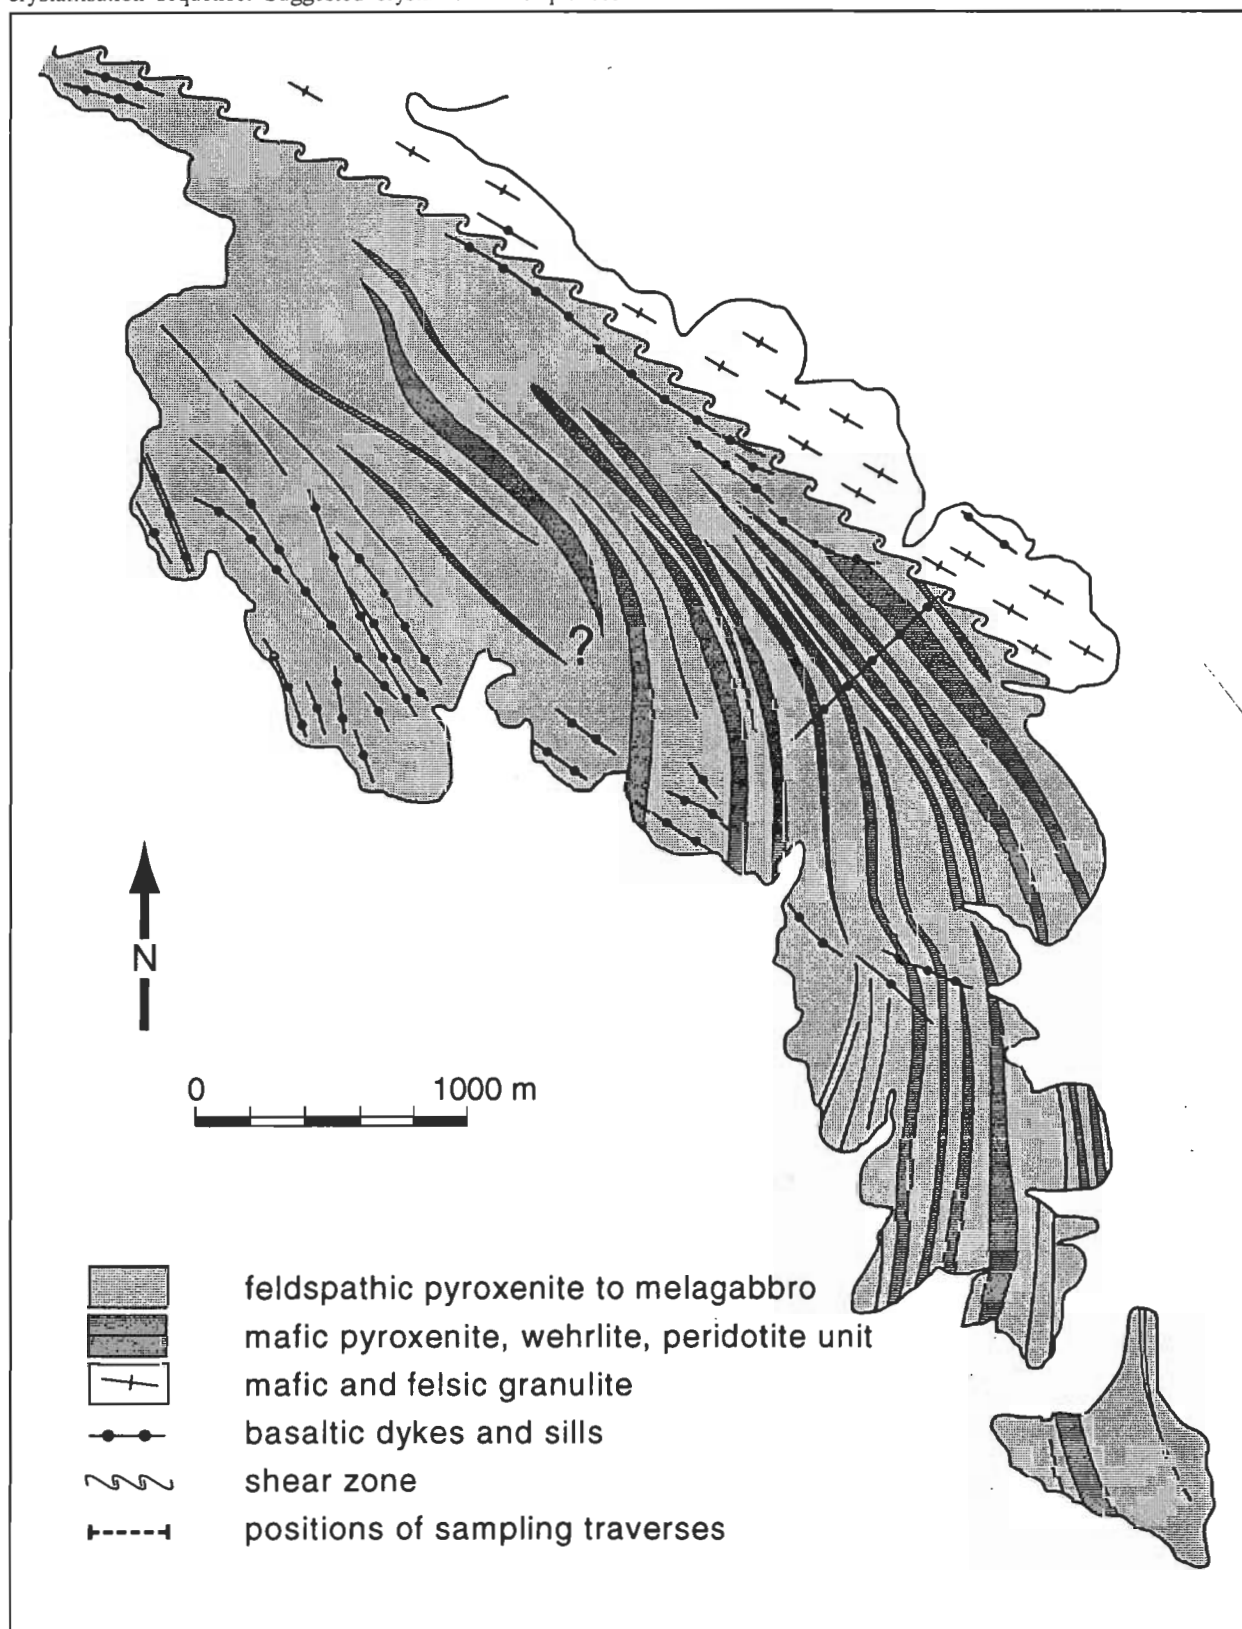 ?
N
0 1000 m
feldspathic pyroxenite to melagabbro
mafic pyroxenite, wehrlite, peridotite unit
mafic and felsic granulite
basaltic dykes and sills
shear zone
positions of sampling traverses